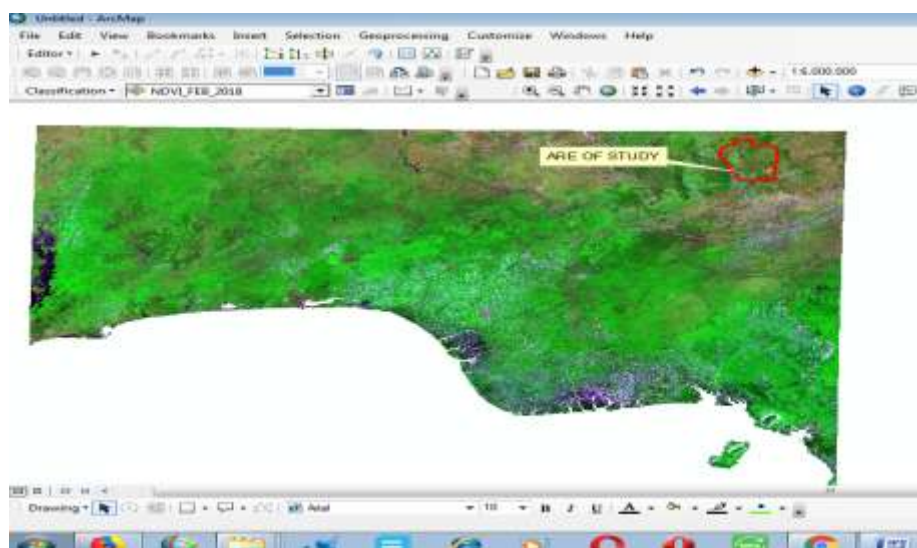 Untitled - ArcMap
File Edit View Bookmarks Insert Selection Geoprocessing Customize Windows Help
Editor
1:6,000,000
Classification NDVI_FEB_2018
ARE OF STUDY
Drawing Arial 10 B I U A